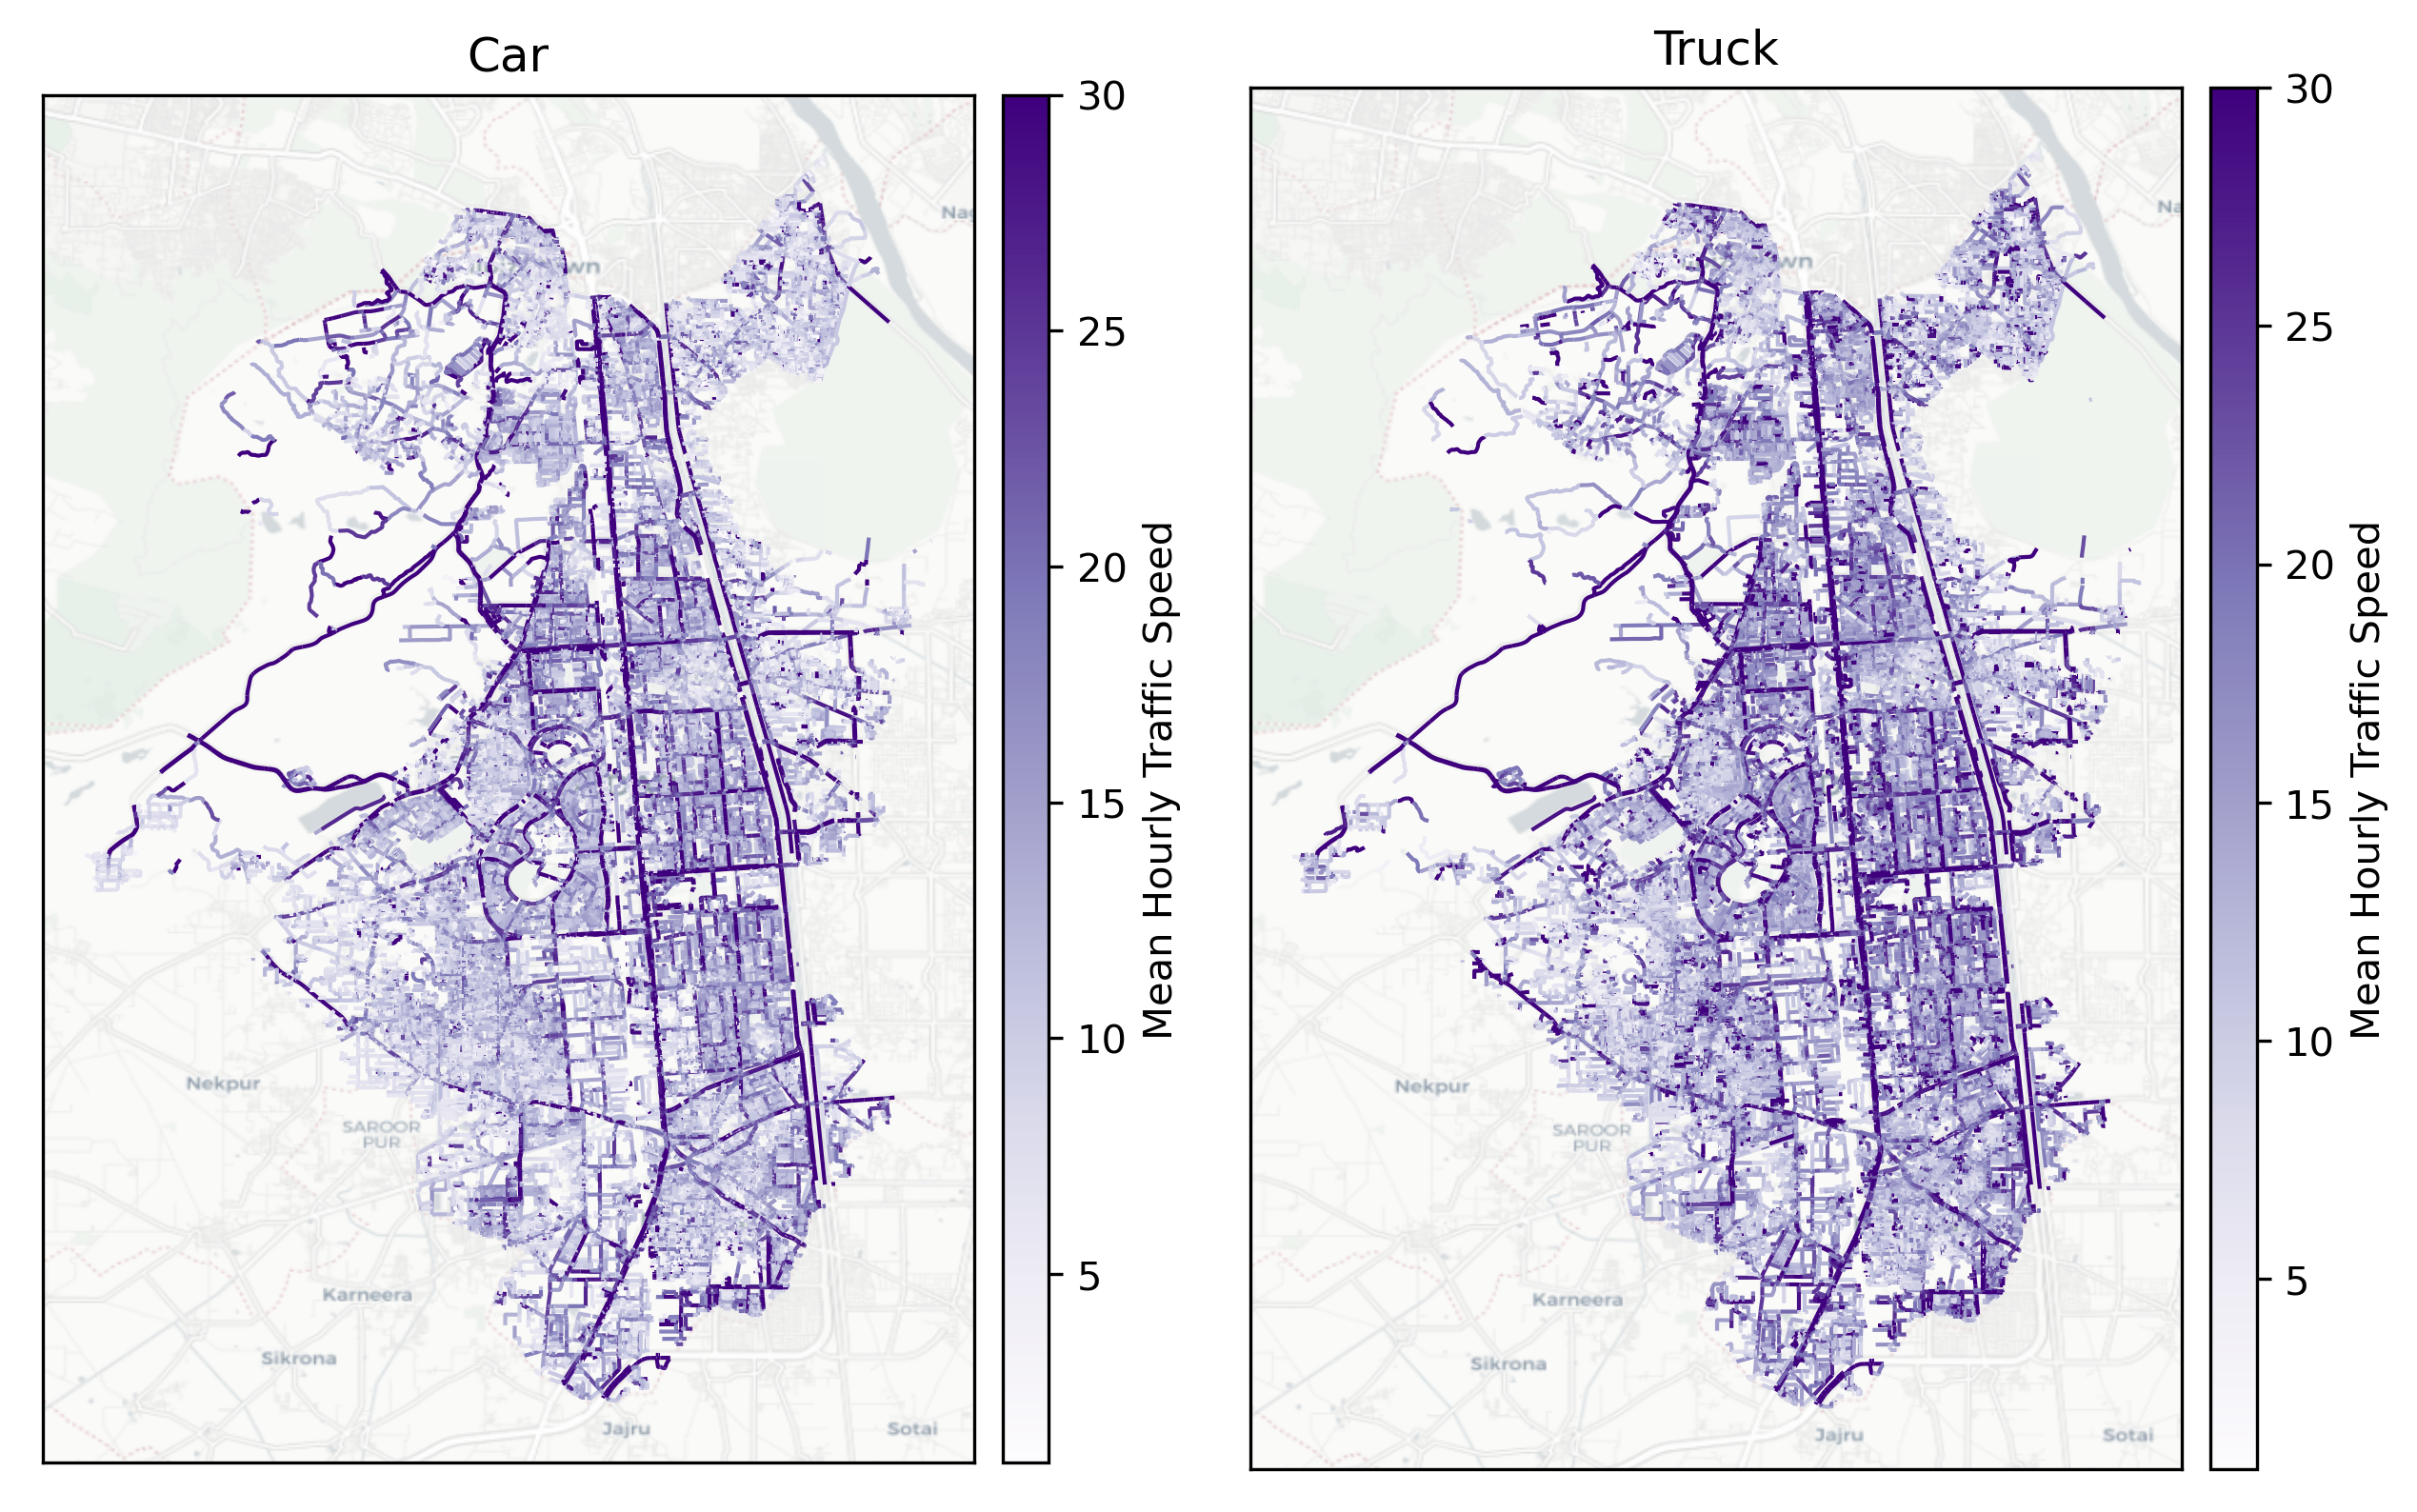 Car
Truck
30
25
20
15
10
5
Mean Hourly Traffic Speed
30
25
20
15
10
5
Mean Hourly Traffic Speed
Nekpur
SAROOR
PUR
Karneera
Sikrona
Jajru
Sotai
Nekpur
SAROOR
PUR
Karneera
Sikrona
Jajru
Sotai